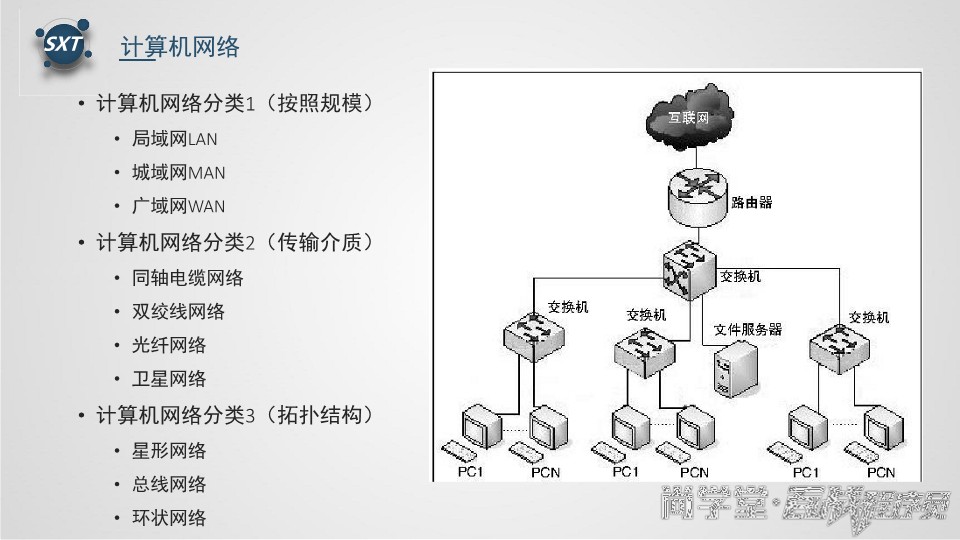 SXT
计算机网络
• 计算机网络分类1（按照规模）
• 局域网LAN
• 城域网MAN
• 广域网WAN
• 计算机网络分类2（传输介质）
• 同轴电缆网络
• 双绞线网络
• 光纤网络
• 卫星网络
• 计算机网络分类3（拓扑结构）
• 星形网络
• 总线网络
• 环状网络
互联网
路由器
交换机
交换机
交换机
文件服务器
交换机
PC1
PCN
PC1
PCN
PC1
PCN